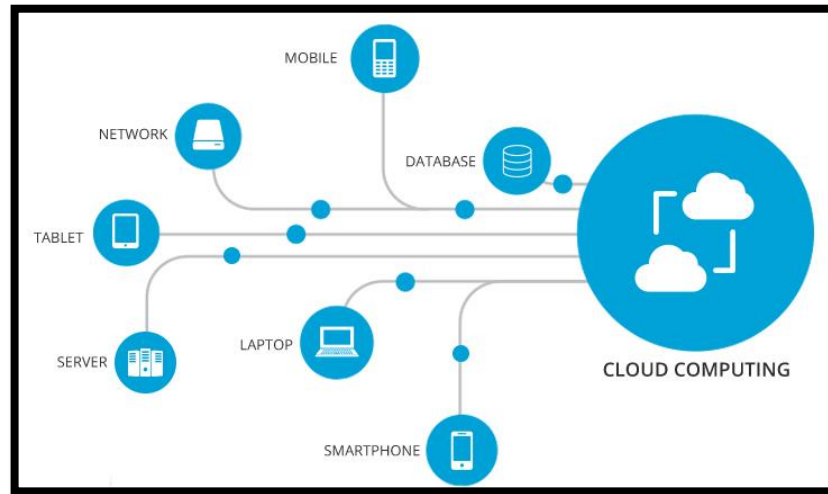 MOBILE
NETWORK
DATABASE
TABLET
LAPTOP
SERVER
CLOUD COMPUTING
SMARTPHONE